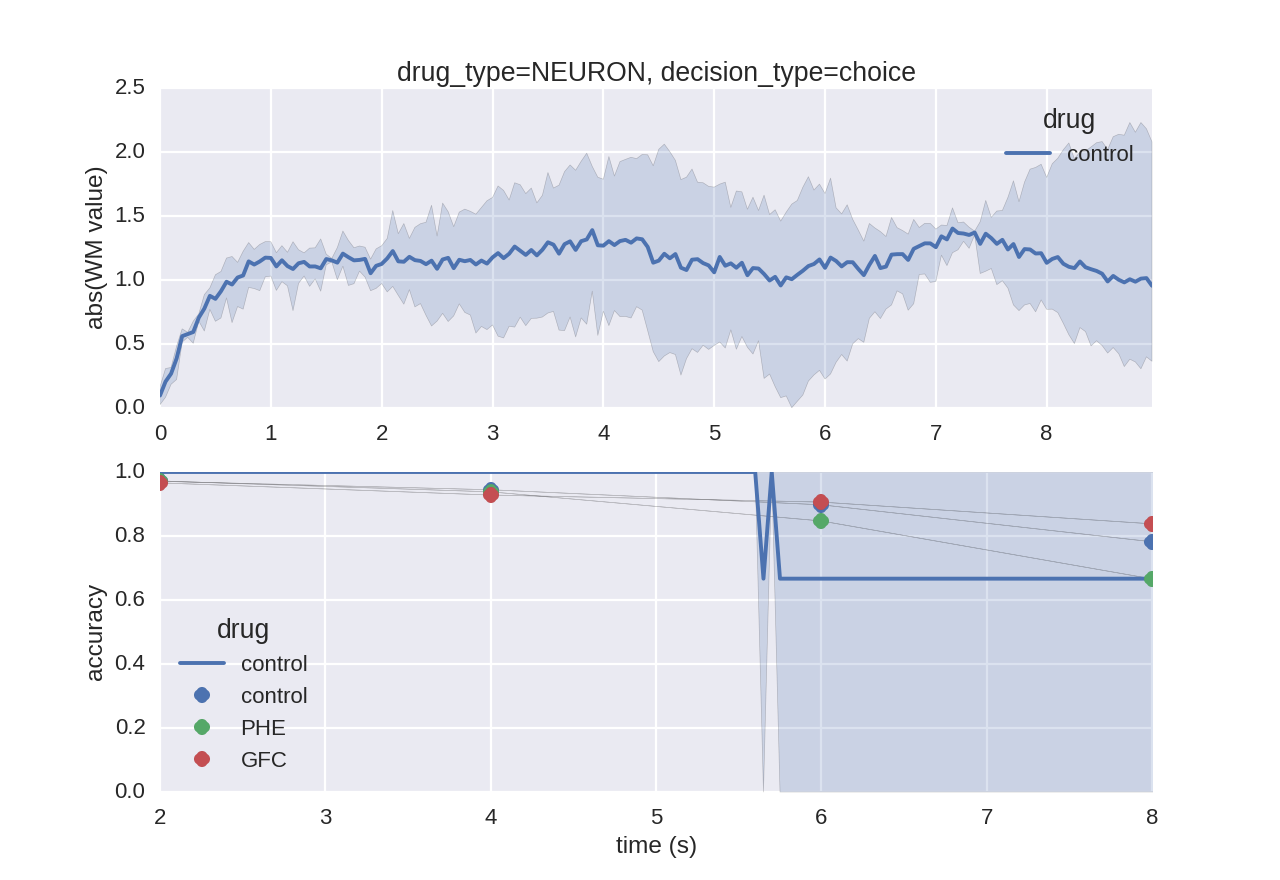 drug_type=NEURON, decision_type=choice
2.5
2.0
1.5
1.0
0.5
0.0
abs(WM value)
drug
control
0 1 2 3 4 5 6 7 8
1.0
0.8
0.6
0.4
0.2
0.0
accuracy
drug
control
control
PHE
GFC
2 3 4 5 6 7 8
time (s)